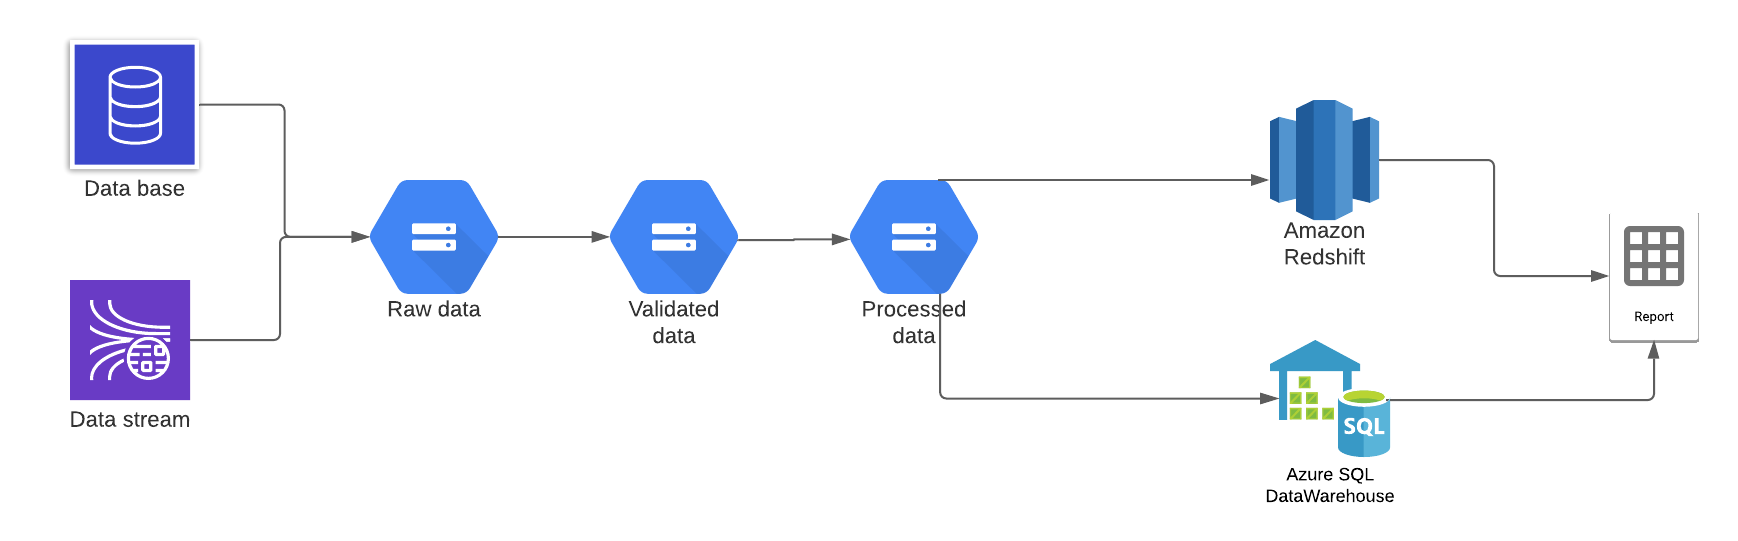 Data base
Data stream
Raw data
Validated
data
Processed
data
Amazon
Redshift
SQL
Azure SQL
DataWarehouse
Report